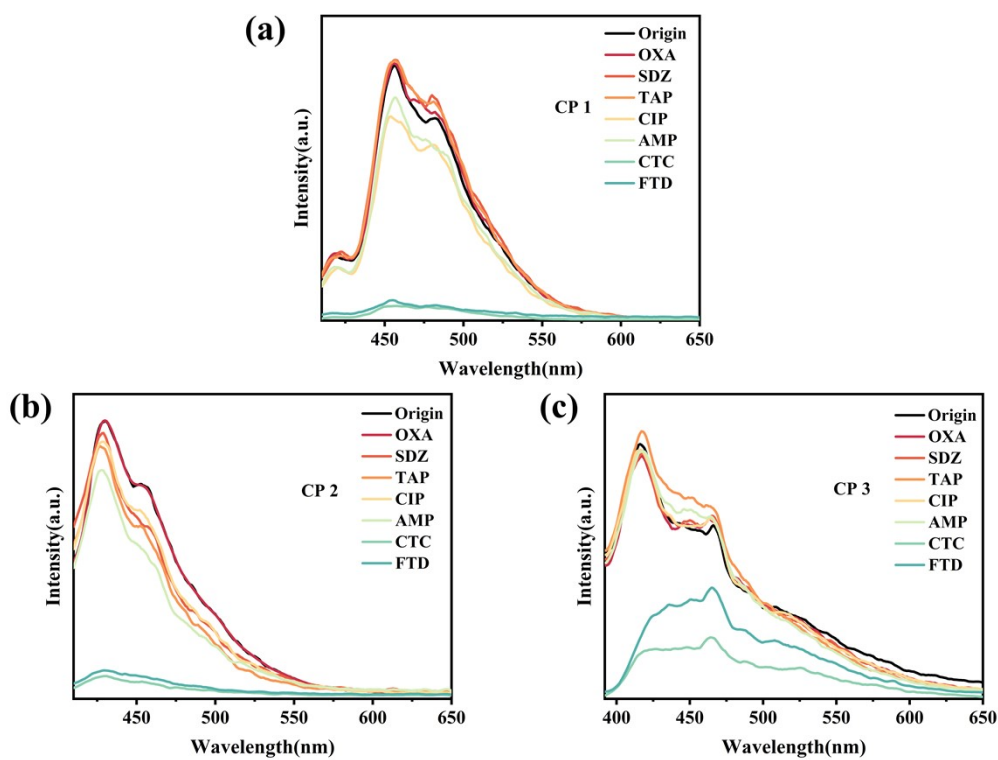 (a)
Intensity(a.u.)
CP 1
Origin
OXA
SDZ
TAP
CIP
AMP
CTC
FTD
450 500 550 600 650
Wavelength(nm)
(b)
Intensity(a.u.)
CP 2
Origin
OXA
SDZ
TAP
CIP
AMP
CTC
FTD
450 500 550 600 650
Wavelength(nm)
(c)
Intensity(a.u.)
CP 3
Origin
OXA
SDZ
TAP
CIP
AMP
CTC
FTD
400 450 500 550 600 650
Wavelength(nm)